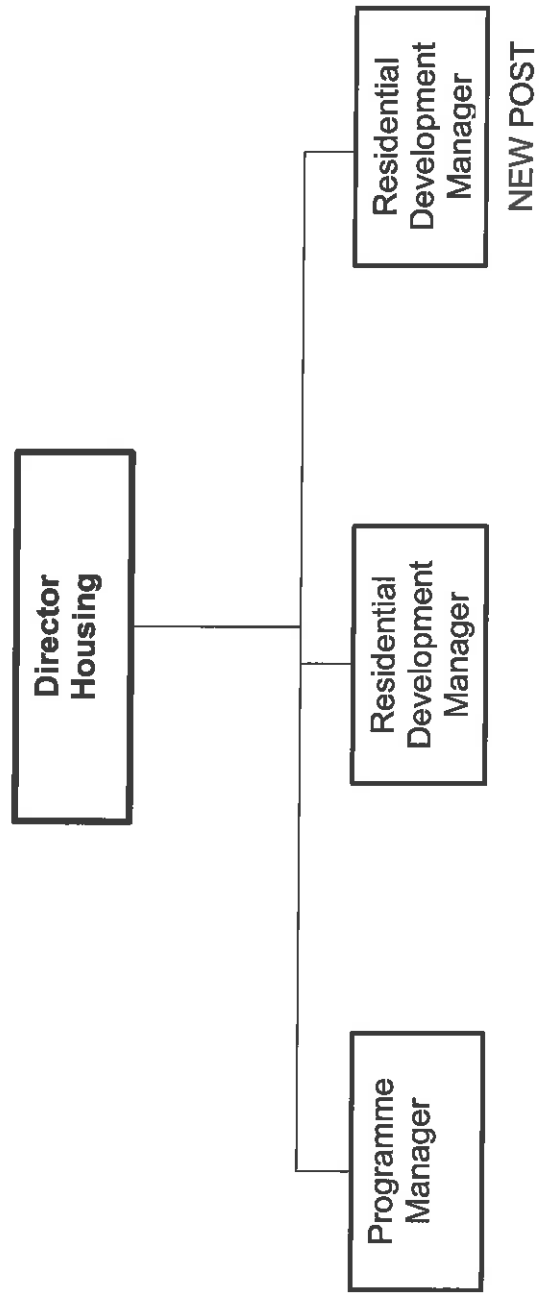 Director
Housing
Programme
Manager
Residential
Development
Manager
Residential
Development
Manager
NEW POST